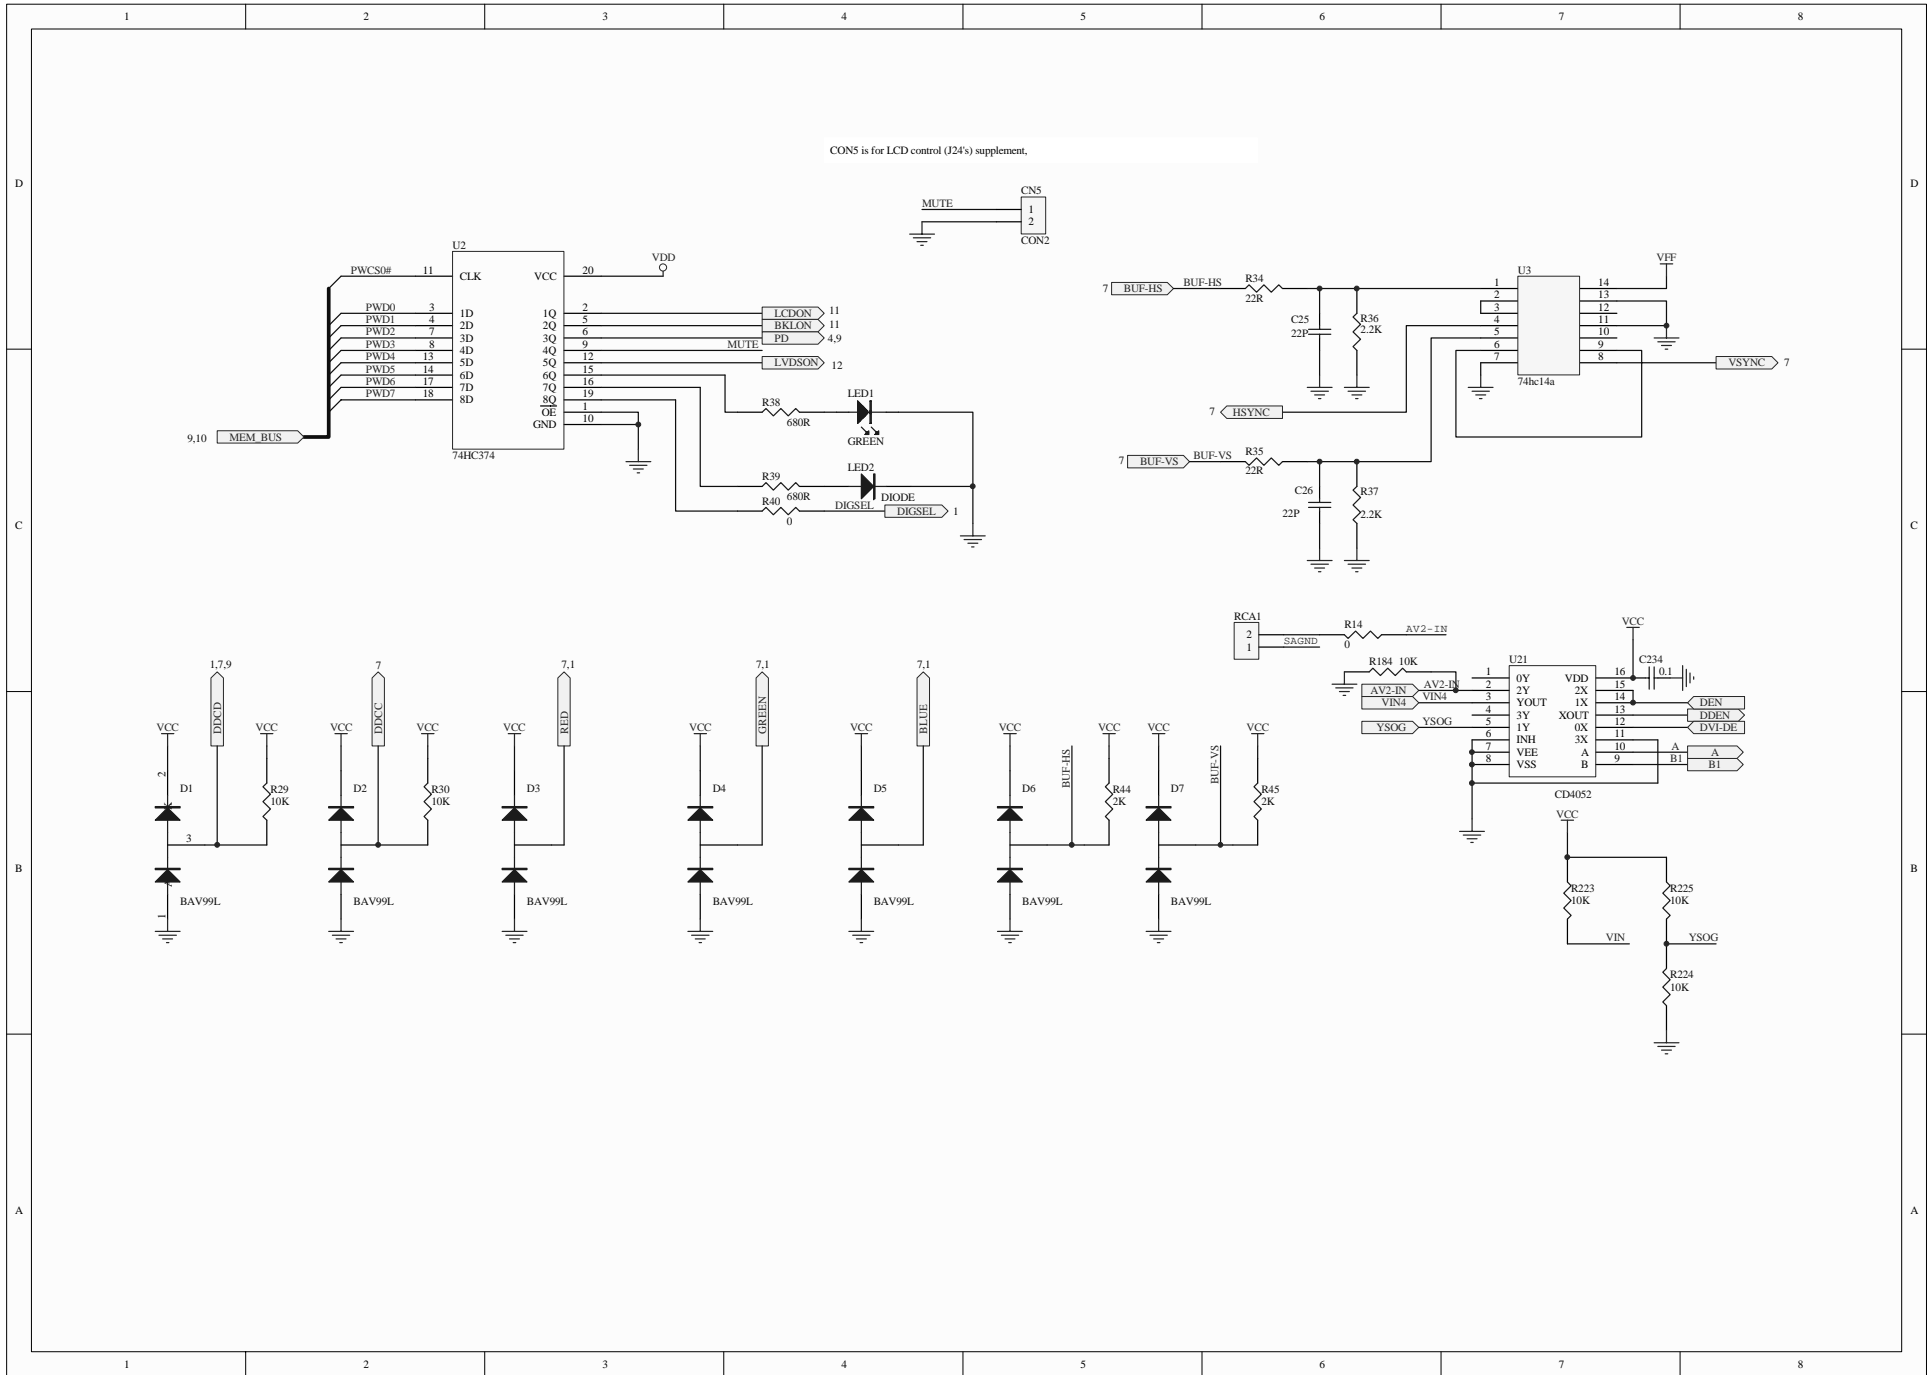 1 2 3 4 5 6 7 8
D
D
CON5 is for LCD control (J24's) supplement,
CN5
MUTE
1
2
CON2
U2
PWCS0# 11 CLK VCC 20 VDD
PWD0 3 1D 1Q 2 LCDON 11
PWD1 4 2D 2Q 5 BKLON 11
PWD2 7 3D 3Q 6 PD 4,9
PWD3 8 4D 4Q 9 MUTE
PWD4 13 5D 5Q 12 LVDSON 12
PWD5 14 6D 6Q 15
PWD6 17 7D 7Q 16
PWD7 18 8D 8Q 19
OE 1
GND 10
9,10 MEM_BUS
74HC374
R38
680R
LED1
GREEN
R39
680R
LED2
DIODE
R40
0
DIGSEL
DIGSEL 1
7 BUF-HS BUF-HS R34
22R
C25
22P
R36
2.2K
U3
1 14
2 13
3 12
4 11
5 10
6 9
7 8
74hc14a
VFF
VSYNC 7
7 HSYNC
7 BUF-VS BUF-VS R35
22R
C26
22P
R37
2.2K
C
C
RCA1
2
1
SAGND
R14
0
AV2-IN
R184 10K
VCC
C234
0.1
U21
1 0Y VDD 16
AV2-IN AV2-IN 2 2Y 2X 15
VIN4 VIN4 3 YOUT 1X 14 DEN
4 3Y XOUT 13 DDEN
YSOG YSOG 5 1Y 0X 12 DVI-DE
6 INH 3X 11
7 VEE A 10 A A
8 VSS B 9 B1 B1
CD4052
1,7,9
7
7,1
7,1
7,1
VCC DDCD VCC VCC DDCC VCC VCC RED VCC GREEN VCC BLUE VCC BUF-HS VCC VCC BUF-VS VCC
2
D1
R29
10K
D2
R30
10K
D3
D4
D5
D6
R44
2K
D7
R45
2K
3
1
BAV99L
BAV99L
BAV99L
BAV99L
BAV99L
BAV99L
BAV99L
B
B
VCC
R223
10K
R225
10K
VIN
YSOG
R224
10K
A
A
1 2 3 4 5 6 7 8